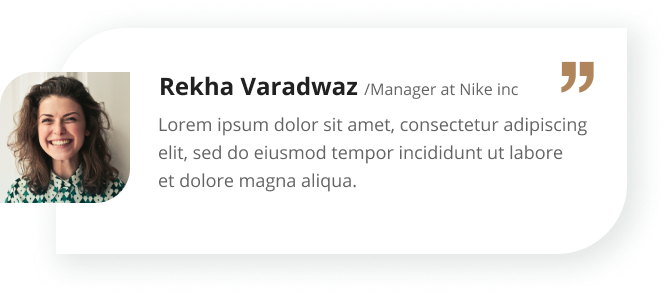 Rekha Varadwaz /Manager at Nike inc ”
Lorem ipsum dolor sit amet, consectetur adipiscing
elit, sed do eiusmod tempor incididunt ut labore
et dolore magna aliqua.